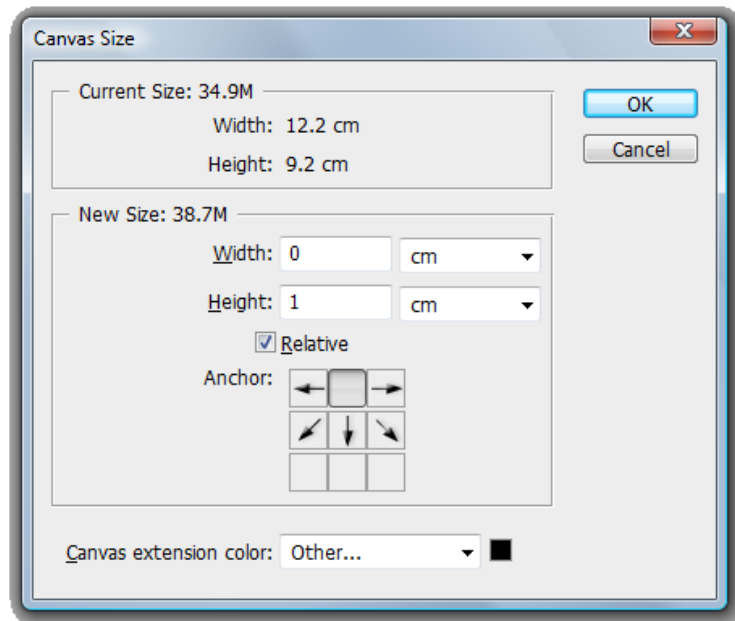 Canvas Size
Current Size: 34.9M
Width: 12.2 cm
Height: 9.2 cm
OK
Cancel
New Size: 38.7M
Width: 0 cm
Height: 1 cm
Relative
Anchor:
Canvas extension color: Other...